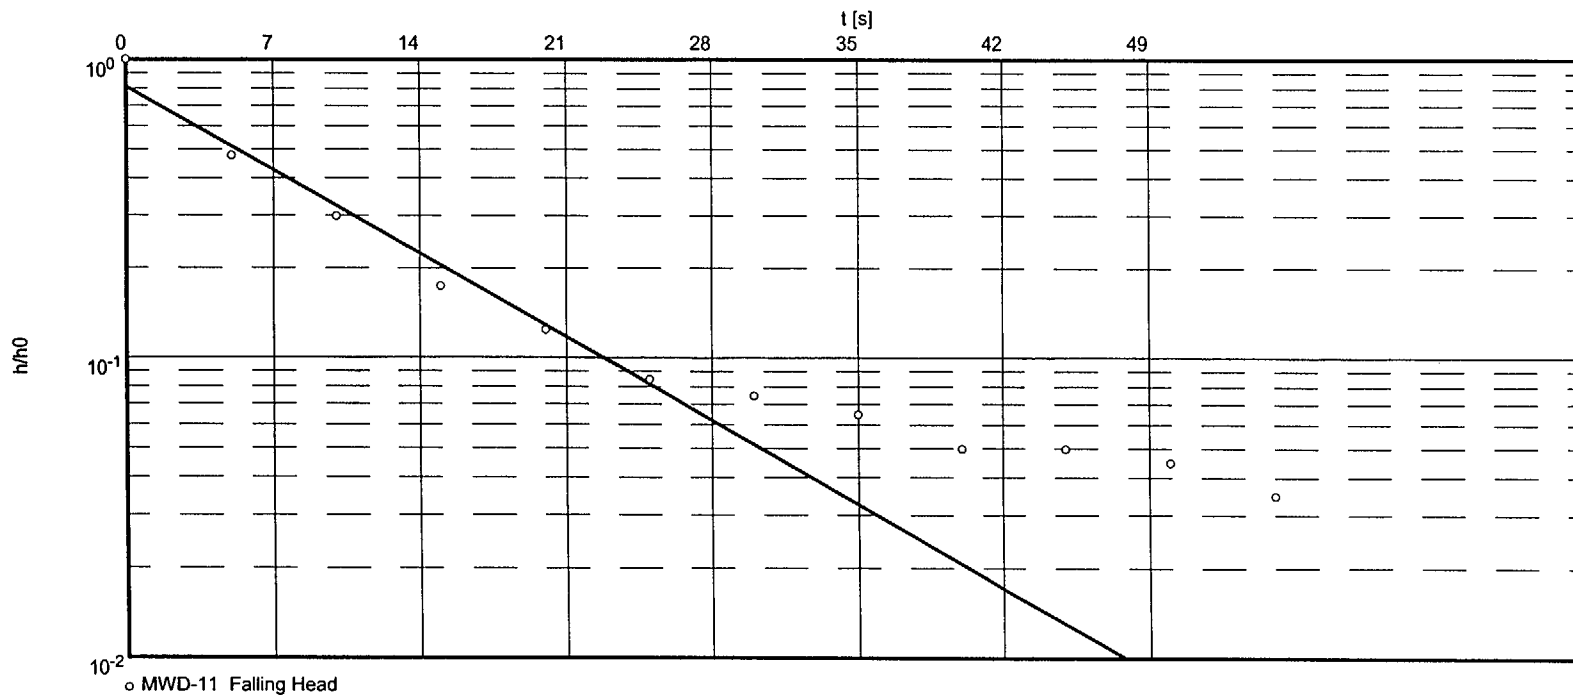 t [s]
0 7 14 21 28 35 42 49
10⁰
h/h0
10⁻¹
10⁻²
o MWD-11 Falling Head